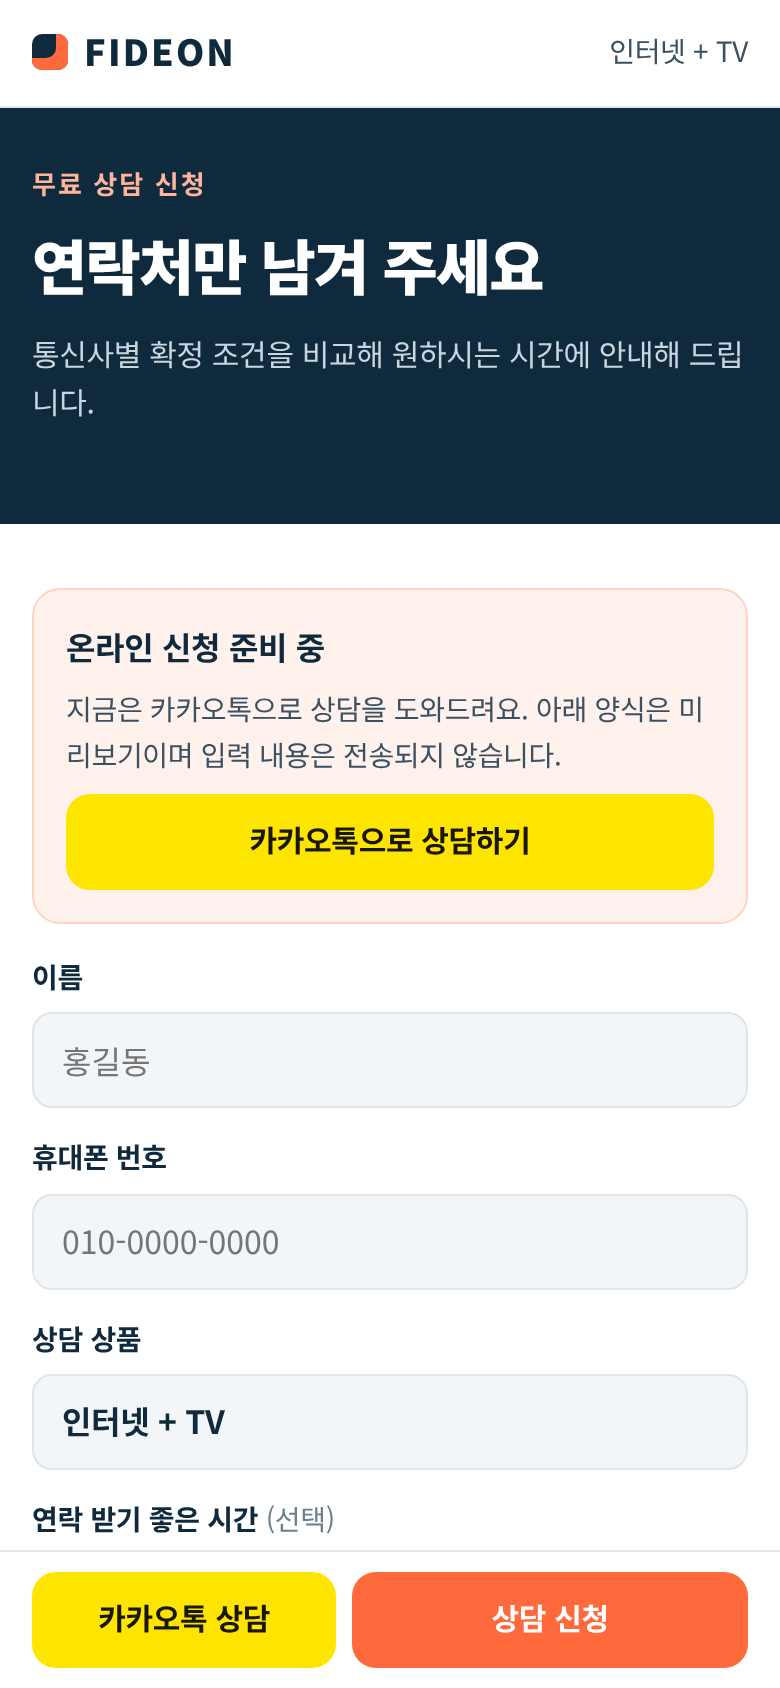 FIDEON
인터넷 + TV
무료 상담 신청
연락처만 남겨 주세요
통신사별 확정 조건을 비교해 원하시는 시간에 안내해 드립
니다.
온라인 신청 준비 중
지금은 카카오톡으로 상담을 도와드려요. 아래 양식은 미
리보기이며 입력 내용은 전송되지 않습니다.
카카오톡으로 상담하기
이름
홍길동
휴대폰 번호
010-0000-0000
상담 상품
인터넷 + TV
연락 받기 좋은 시간 (선택)
카카오톡 상담
상담 신청